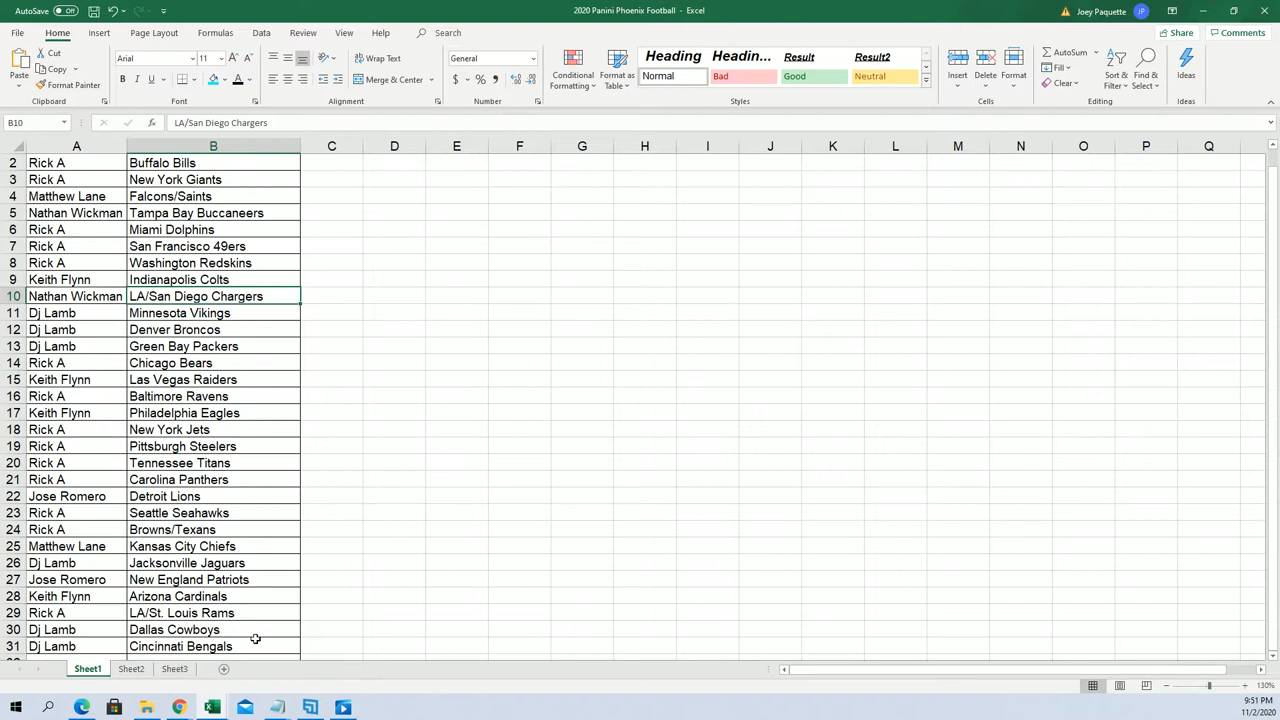 AutoSave Off 2020 Panini Phoenix Football - Excel Joey Paquette JP
File Home Insert Page Layout Formulas Data Review View Help Search Share Comments
Paste Cut Copy Format Painter Clipboard
Arial 11 A A B I U A Font
ab Wrap Text Merge & Center Alignment
General $ % , Number
Conditional Formatting Format as Table
Heading Headin... Result Result2
Normal Bad Good Neutral
Styles
Insert Delete Format Cells
AutoSum Fill Clear Sort & Filter Find & Select Editing
Ideas Ideas
B10 fx LA/San Diego Chargers
A B C D E F G H I J K L M N O P Q
2 Rick A Buffalo Bills
3 Rick A New York Giants
4 Matthew Lane Falcons/Saints
5 Nathan Wickman Tampa Bay Buccaneers
6 Rick A Miami Dolphins
7 Rick A San Francisco 49ers
8 Rick A Washington Redskins
9 Keith Flynn Indianapolis Colts
10 Nathan Wickman LA/San Diego Chargers
11 Dj Lamb Minnesota Vikings
12 Dj Lamb Denver Broncos
13 Dj Lamb Green Bay Packers
14 Rick A Chicago Bears
15 Keith Flynn Las Vegas Raiders
16 Rick A Baltimore Ravens
17 Keith Flynn Philadelphia Eagles
18 Rick A New York Jets
19 Rick A Pittsburgh Steelers
20 Rick A Tennessee Titans
21 Rick A Carolina Panthers
22 Jose Romero Detroit Lions
23 Rick A Seattle Seahawks
24 Rick A Browns/Texans
25 Matthew Lane Kansas City Chiefs
26 Dj Lamb Jacksonville Jaguars
27 Jose Romero New England Patriots
28 Keith Flynn Arizona Cardinals
29 Rick A LA/St. Louis Rams
30 Dj Lamb Dallas Cowboys
31 Dj Lamb Cincinnati Bengals
Sheet1 Sheet2 Sheet3
130%
9:51 PM
11/2/2020